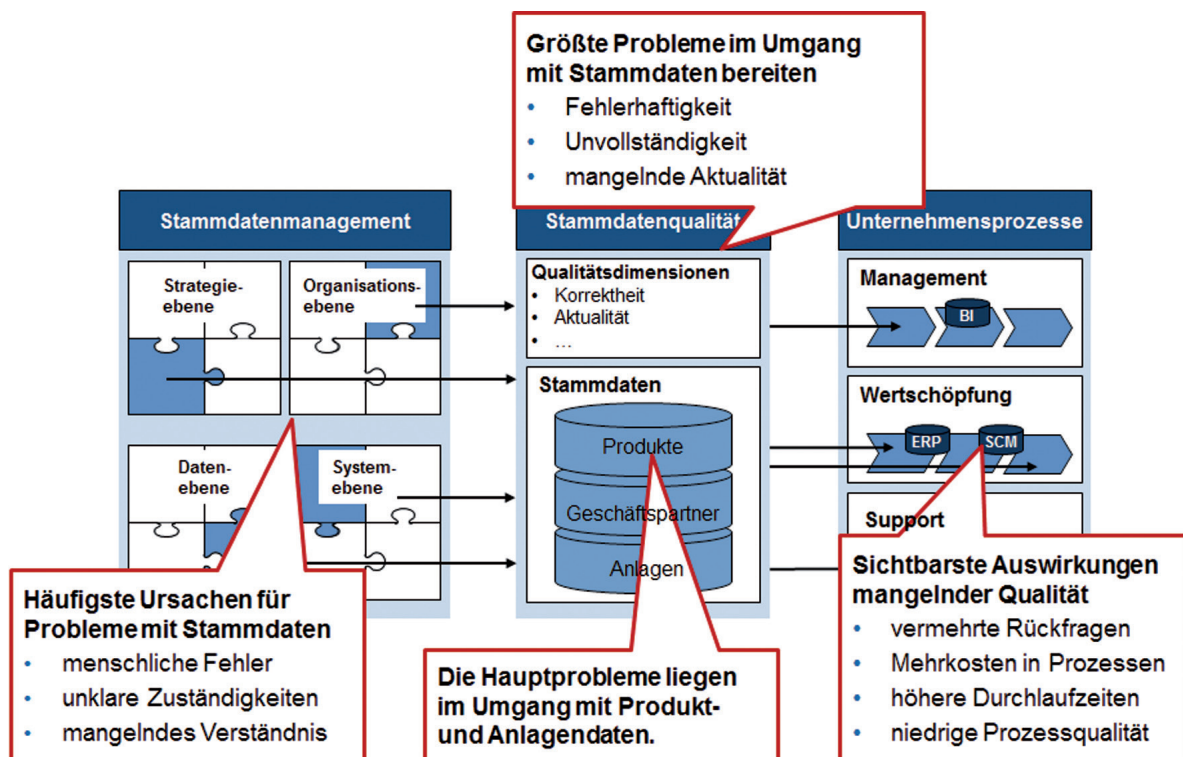 Größte Probleme im Umgang
mit Stammdaten bereiten
• Fehlerhaftigkeit
• Unvollständigkeit
• mangelnde Aktualität
Stammdatenmanagement
Stammdatenqualität
Unternehmensprozesse
Strategie-
ebene
Organisations-
ebene
Daten-
ebene
System-
ebene
Qualitätsdimensionen
• Korrektheit
• Aktualität
• …
Stammdaten
Produkte
Geschäftspartner
Anlagen
Management
BI
Wertschöpfung
ERP
SCM
Support
Häufigste Ursachen für
Probleme mit Stammdaten
• menschliche Fehler
• unklare Zuständigkeiten
• mangelndes Verständnis
Die Hauptprobleme liegen
im Umgang mit Produkt-
und Anlagendaten.
Sichtbarste Auswirkungen
mangelnder Qualität
• vermehrte Rückfragen
• Mehrkosten in Prozessen
• höhere Durchlaufzeiten
• niedrige Prozessqualität